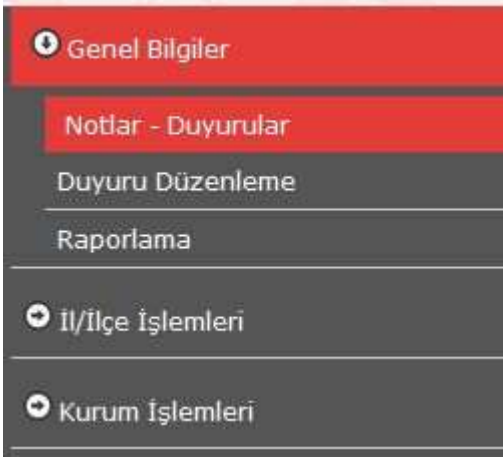 Genel Bilgiler
Notlar - Duyurular
Duyuru Düzenleme
Raporlama
İl/İlçe İşlemleri
Kurum İşlemleri